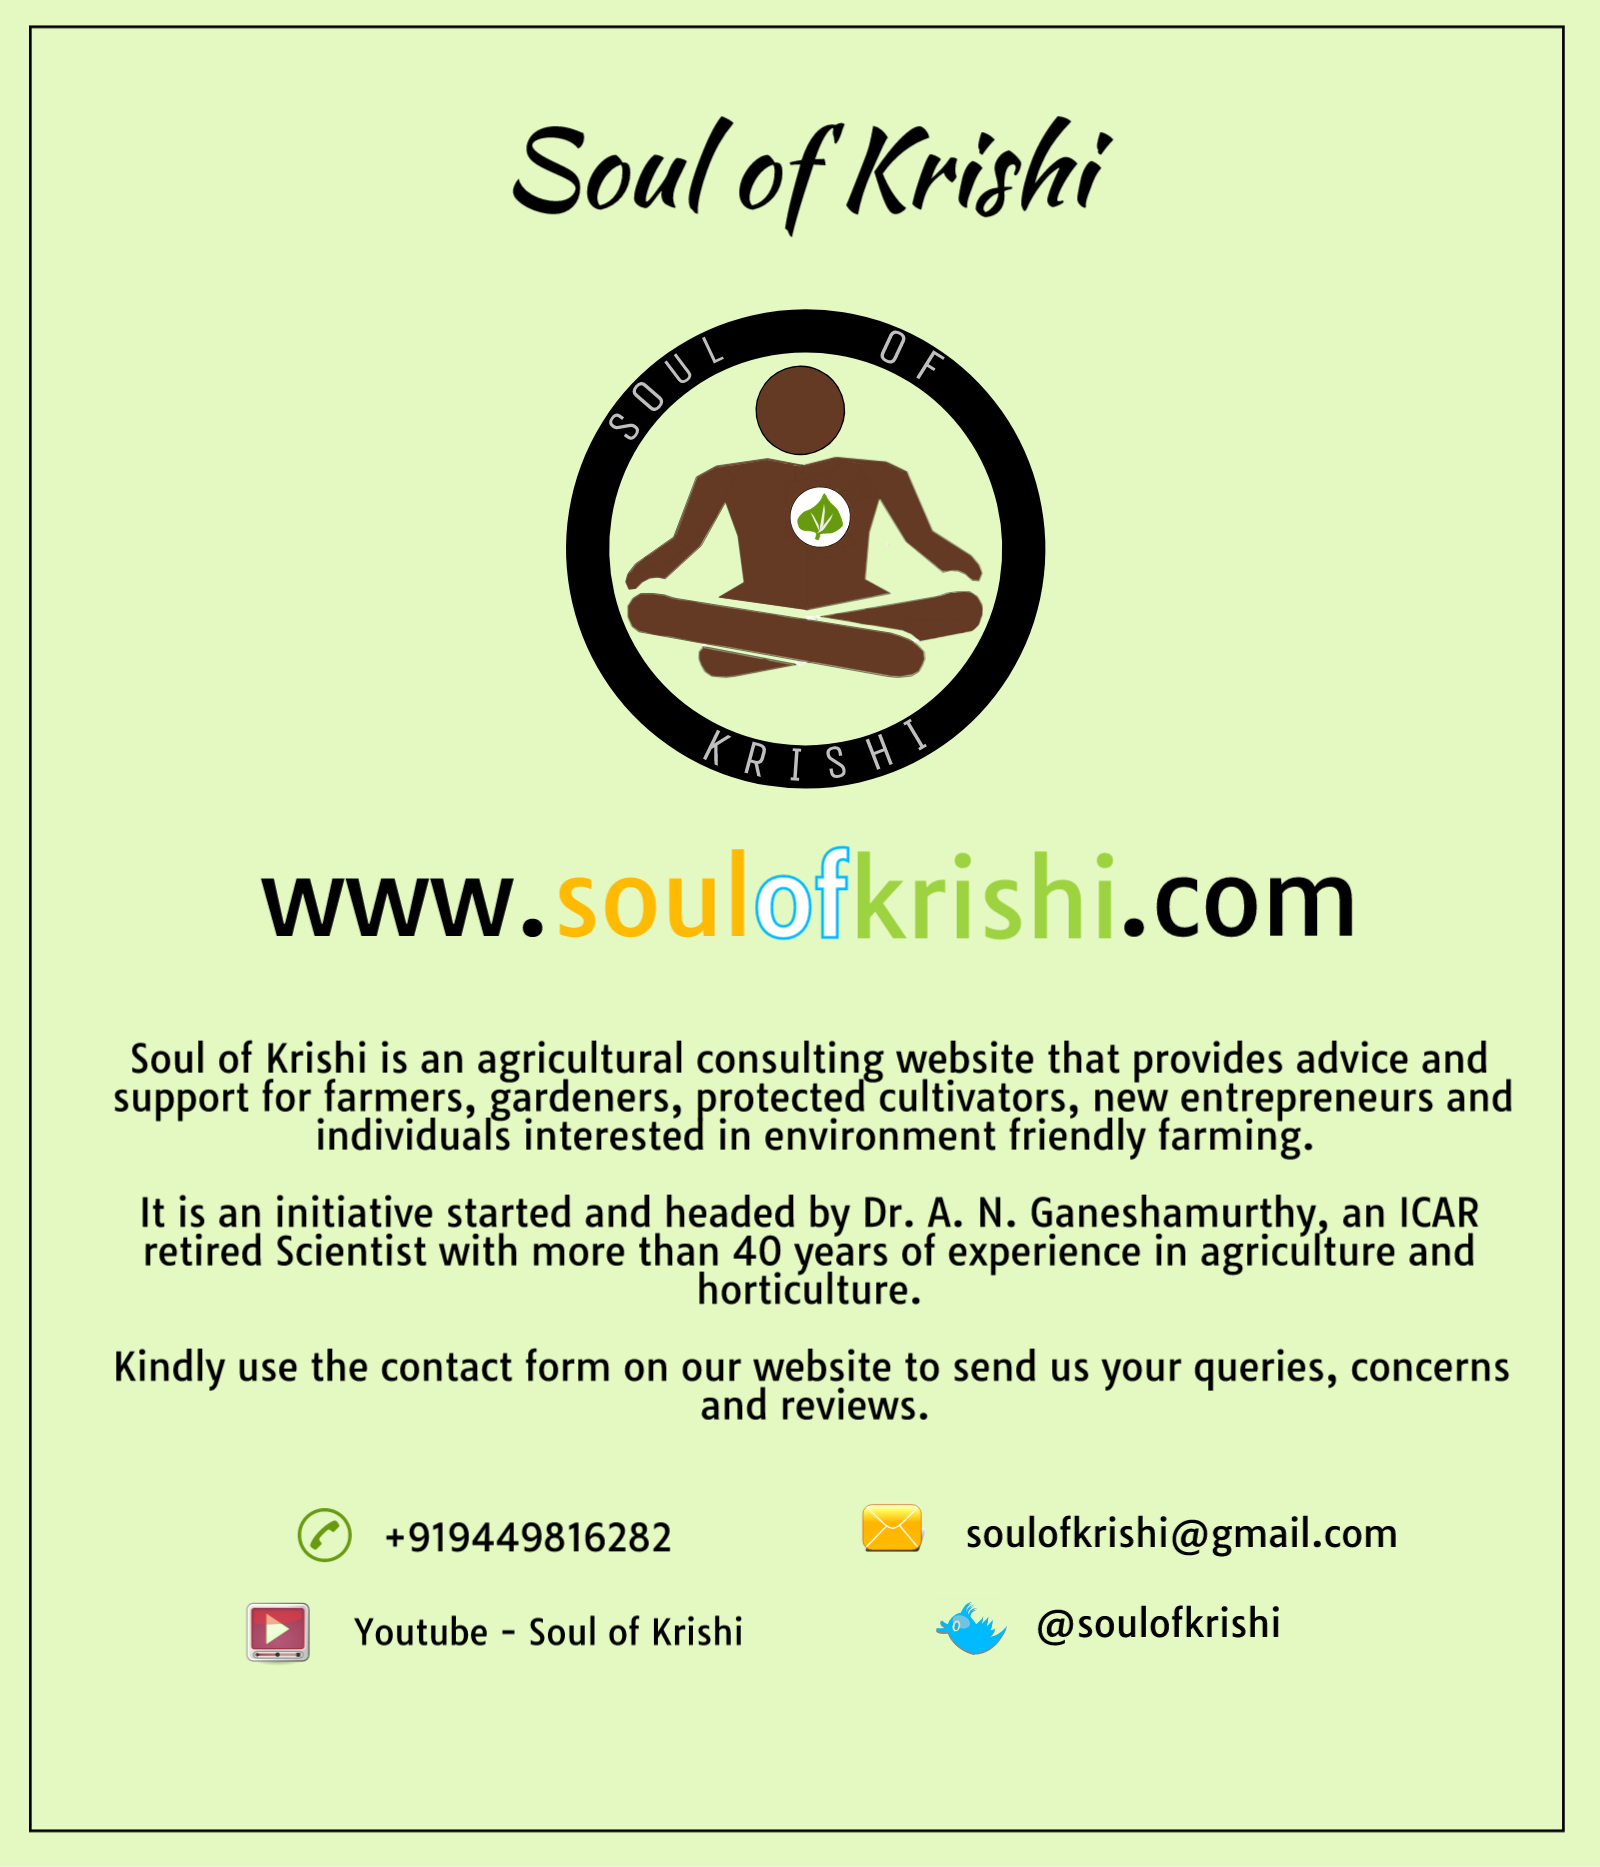 Soul of Krishi
SOUL OF
KRISHI
www.soulofkrishi.com
Soul of Krishi is an agricultural consulting website that provides advice and
support for farmers, gardeners, protected cultivators, new entrepreneurs and
individuals interested in environment friendly farming.
It is an initiative started and headed by Dr. A. N. Ganeshamurthy, an ICAR
retired Scientist with more than 40 years of experience in agriculture and
horticulture.
Kindly use the contact form on our website to send us your queries, concerns
and reviews.
+919449816282
soulofkrishi@gmail.com
Youtube - Soul of Krishi
@soulofkrishi